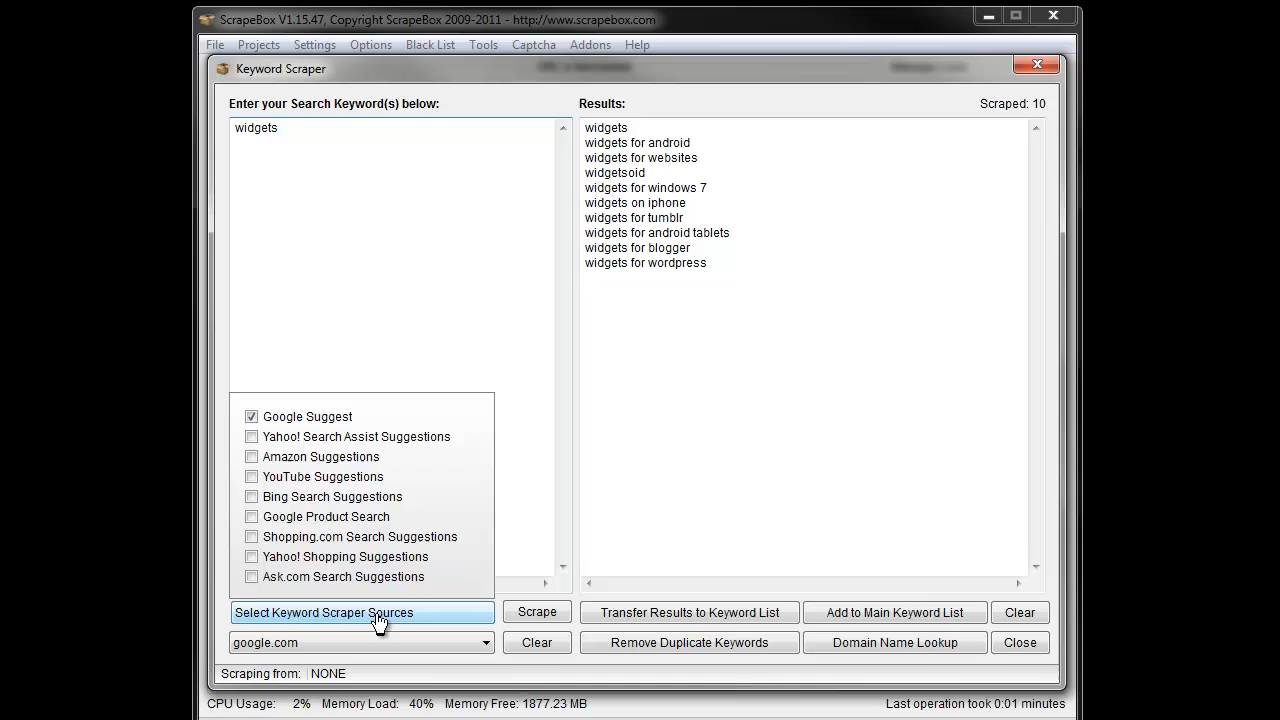 ScrapeBox V1.15.47, Copyright ScrapeBox 2009-2011 - http://www.scrapebox.com
File Projects Settings Options Black List Tools Captcha Addons Help
Keyword Scraper
Enter your Search Keyword(s) below:
widgets
Results: Scraped: 10
widgets
widgets for android
widgets for websites
widgetsoid
widgets for windows 7
widgets on iphone
widgets for tumblr
widgets for android tablets
widgets for blogger
widgets for wordpress
Google Suggest
Yahoo! Search Assist Suggestions
Amazon Suggestions
YouTube Suggestions
Bing Search Suggestions
Google Product Search
Shopping.com Search Suggestions
Yahoo! Shopping Suggestions
Ask.com Search Suggestions
Select Keyword Scraper Sources Scrape Transfer Results to Keyword List Add to Main Keyword List Clear
google.com Clear Remove Duplicate Keywords Domain Name Lookup Close
Scraping from: NONE
CPU Usage: 2% Memory Load: 40% Memory Free: 1877.23 MB Last operation took 0:01 minutes